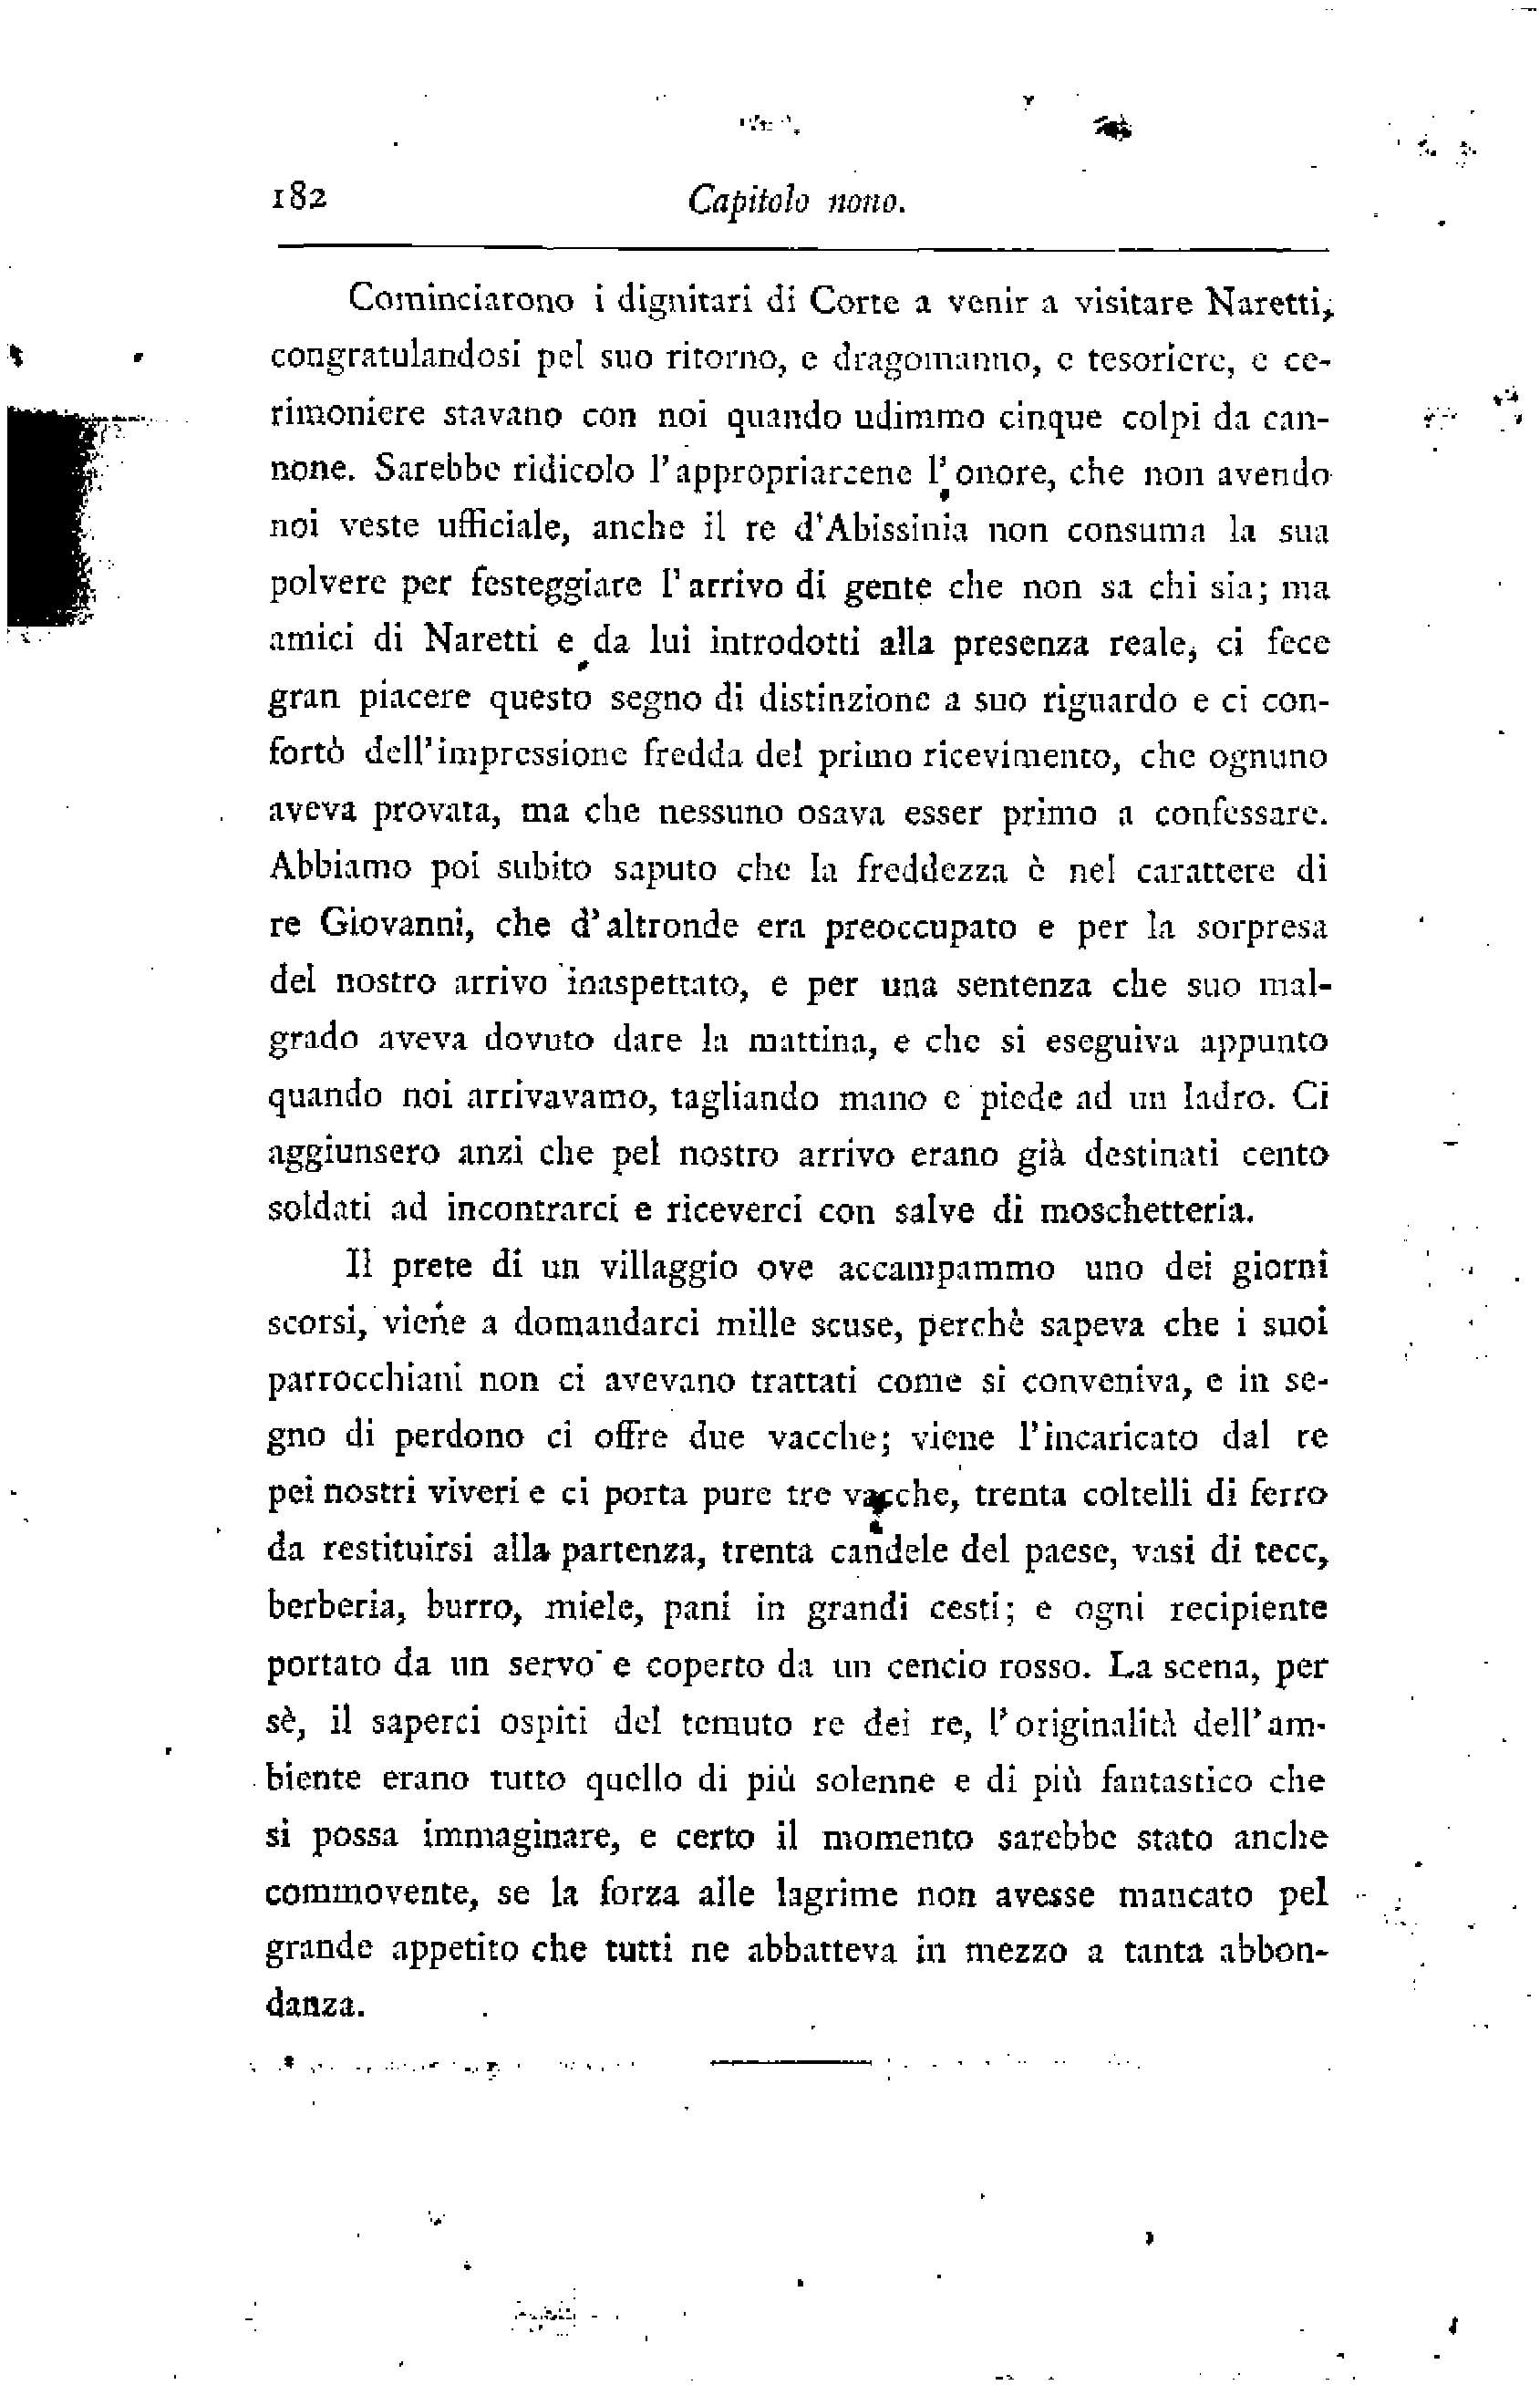 182
Capitolo nono.
Cominciarono i dignitari di Corte a venir a visitare Naretti,
congratulandosi pel suo ritorno, e dragomanno, e tesoriere, e ce-
rimoniere stavano con noi quando udimmo cinque colpi da can-
none. Sarebbe ridicolo l'appropriarcene l'onore, che non avendo
noi veste ufficiale, anche il re d'Abissinia non consuma la sua
polvere per festeggiare l'arrivo di gente che non sa chi sia; ma
amici di Naretti e da lui introdotti alla presenza reale, ci fece
gran piacere questo segno di distinzione a suo riguardo e ci con-
fortò dell'impressione fredda del primo ricevimento, che ognuno
aveva provata, ma che nessuno osava esser primo a confessare.
Abbiamo poi subito saputo che la freddezza è nel carattere di
re Giovanni, che d'altronde era preoccupato e per la sorpresa
del nostro arrivo inaspettato, e per una sentenza che suo mal-
grado aveva dovuto dare la mattina, e che si eseguiva appunto
quando noi arrivavamo, tagliando mano e piede ad un ladro. Ci
aggiunsero anzi che pel nostro arrivo erano già destinati cento
soldati ad incontrarci e riceverci con salve di moschetteria.
Il prete di un villaggio ove accampammo uno dei giorni
scorsi, viene a domandarci mille scuse, perchè sapeva che i suoi
parrocchiani non ci avevano trattati come si conveniva, e in se-
gno di perdono ci offre due vacche; viene l'incaricato dal re
pei nostri viveri e ci porta pure tre vacche, trenta coltelli di ferro
da restituirsi alla partenza, trenta candele del paese, vasi di tecc,
berberia, burro, miele, pani in grandi cesti; e ogni recipiente
portato da un servo e coperto da un cencio rosso. La scena, per
sè, il saperci ospiti del temuto re dei re, l'originalità dell'am-
biente erano tutto quello di più solenne e di più fantastico che
si possa immaginare, e certo il momento sarebbe stato anche
commovente, se la forza alle lagrime non avesse mancato pel
grande appetito che tutti ne abbatteva in mezzo a tanta abbon-
danza.